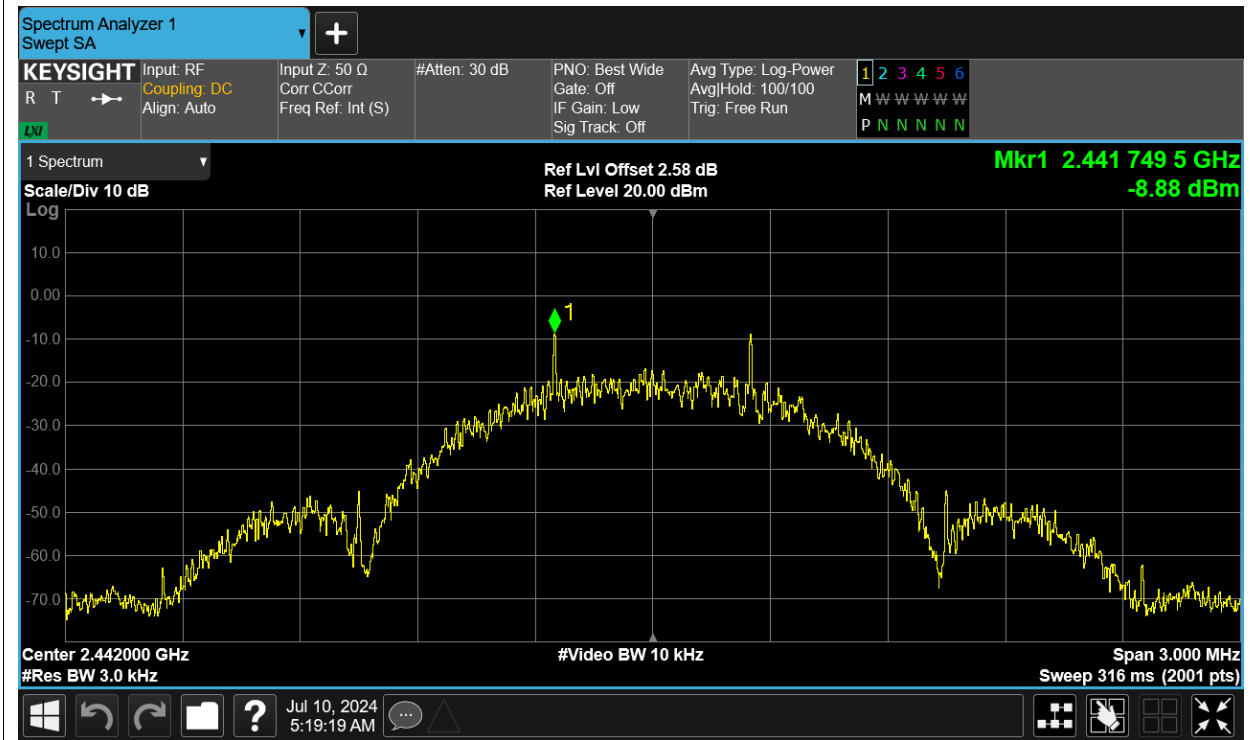 Spectrum Analyzer 1
Swept SA
KEYSIGHT
R T
LXI
Input: RF
Coupling: DC
Align: Auto
Input Z: 50 Ω
Corr CCorr
Freq Ref: Int (S)
#Atten: 30 dB
PNO: Best Wide
Gate: Off
IF Gain: Low
Sig Track: Off
Avg Type: Log-Power
Avg|Hold: 100/100
Trig: Free Run
1 2 3 4 5 6
M W W W W W
P N N N N N
1 Spectrum
Scale/Div 10 dB
Log
Ref Lvl Offset 2.58 dB
Ref Level 20.00 dBm
Mkr1 2.441 749 5 GHz
-8.88 dBm
10.0
0.00
1
-10.0
-20.0
-30.0
-40.0
-50.0
-60.0
-70.0
Center 2.442000 GHz
#Res BW 3.0 kHz
#Video BW 10 kHz
Span 3.000 MHz
Sweep 316 ms (2001 pts)
?
Jul 10, 2024
5:19:19 AM